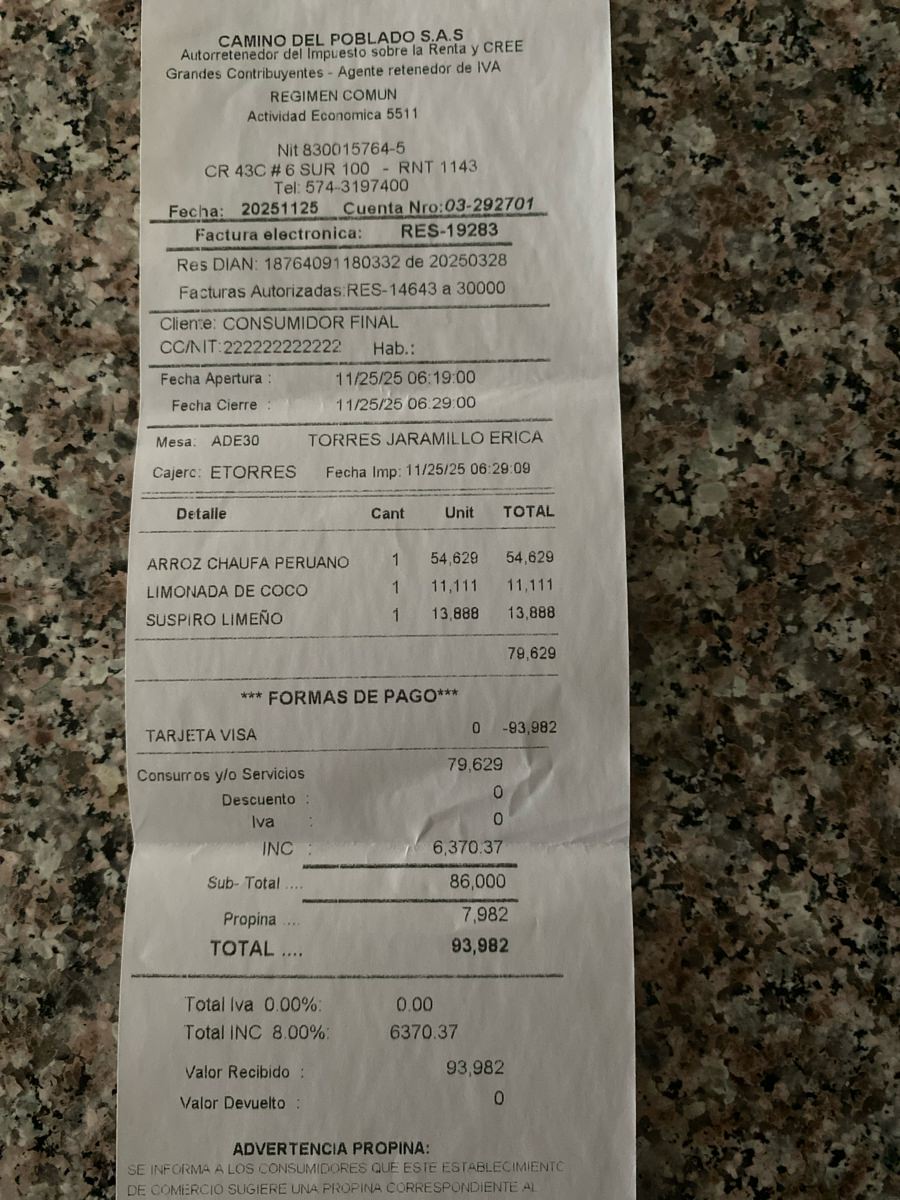 CAMINO DEL POBLADO S.A.S
Autorretenedor del Impuesto sobre la Renta y CREE
Grandes Contribuyentes - Agente retenedor de IVA
REGIMEN COMUN
Actividad Economica 5511
Nit 830015764-5
CR 43C # 6 SUR 100 - RNT 1143
Tel: 574-3197400
Fecha: 20251125 Cuenta Nro:03-292701
Factura electronica: RES-19283
Res DIAN: 18764091180332 de 20250328
Facturas Autorizadas:RES-14643 a 30000
Cliente: CONSUMIDOR FINAL
CC/NIT:222222222222 Hab.:
Fecha Apertura : 11/25/25 06:19:00
Fecha Cierre : 11/25/25 06:29:00
Mesa: ADE30 TORRES JARAMILLO ERICA
Cajero: ETORRES Fecha Imp: 11/25/25 06:29:09
Detalle Cant Unit TOTAL
ARROZ CHAUFA PERUANO 1 54,629 54,629
LIMONADA DE COCO 1 11,111 11,111
SUSPIRO LIMEÑO 1 13,888 13,888
79,629
*** FORMAS DE PAGO***
TARJETA VISA 0 -93,982
Consumos y/o Servicios 79,629
Descuento : 0
Iva : 0
INC : 6,370.37
Sub- Total .... 86,000
Propina .... 7,982
TOTAL .... 93,982
Total Iva 0.00%: 0.00
Total INC 8.00%: 6370.37
Valor Recibido : 93,982
Valor Devuelto : 0
ADVERTENCIA PROPINA:
SE INFORMA A LOS CONSUMIDORES QUE ESTE ESTABLECIMIENTO
DE COMERCIO SUGIERE UNA PROPINA CORRESPONDIENTE AL